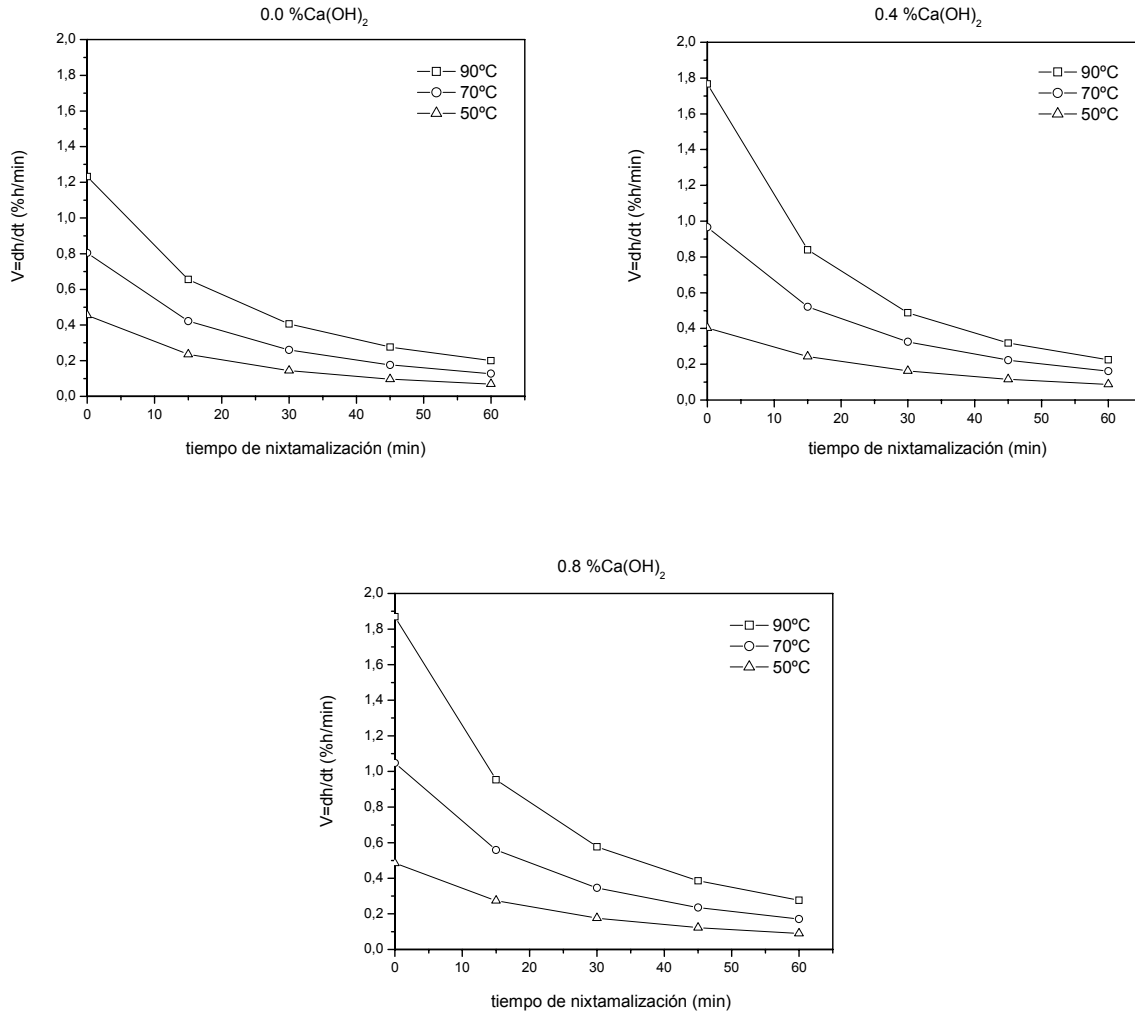 0.0 %Ca(OH)2
2,0
1,8
1,6
1,4
1,2
1,0
0,8
0,6
0,4
0,2
0,0
V=dh/dt (%h/min)
90ºC
70ºC
50ºC
0 10 20 30 40 50 60
tiempo de nixtamalización (min)
0.4 %Ca(OH)2
2,0
1,8
1,6
1,4
1,2
1,0
0,8
0,6
0,4
0,2
0,0
V=dh/dt (%h/min)
90ºC
70ºC
50ºC
0 10 20 30 40 50 60
tiempo de nixtamalización (min)
0.8 %Ca(OH)2
2,0
1,8
1,6
1,4
1,2
1,0
0,8
0,6
0,4
0,2
0,0
V=dh/dt (%h/min)
90ºC
70ºC
50ºC
0 10 20 30 40 50 60
tiempo de nixtamalización (min)